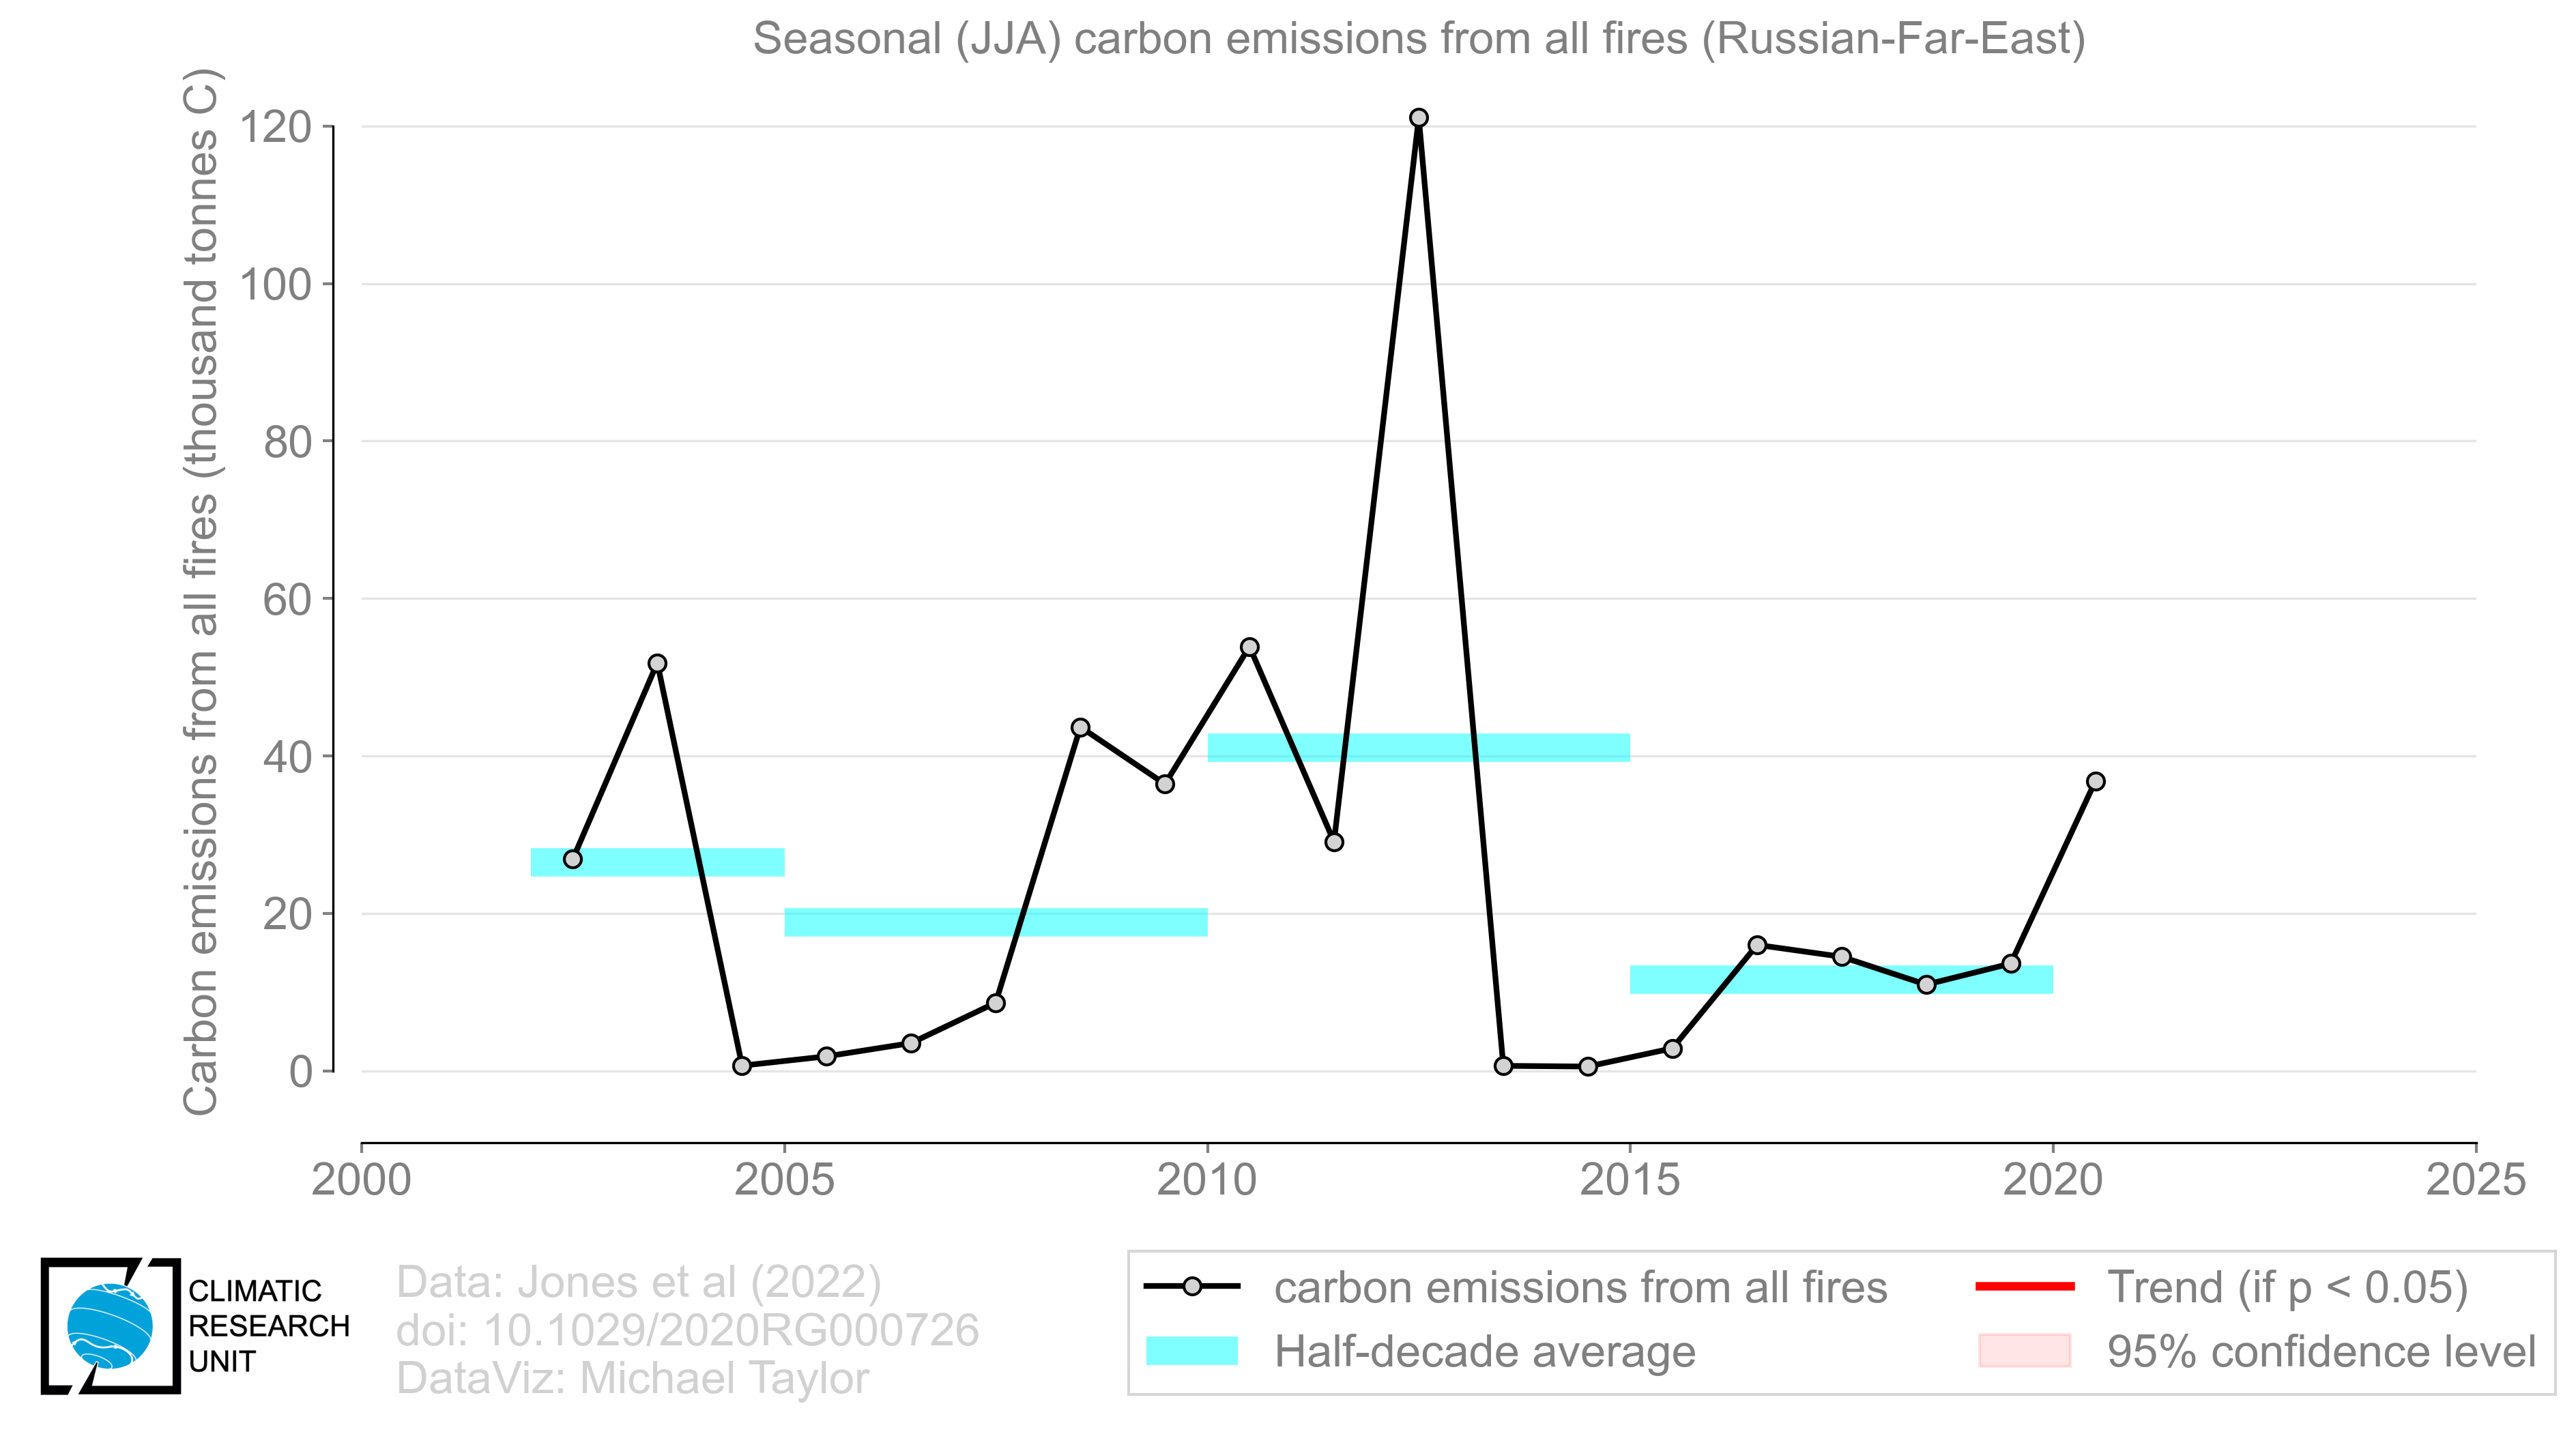 Seasonal (JJA) carbon emissions from all fires (Russian-Far-East)
Carbon emissions from all fires (thousand tonnes C)
120
100
80
60
40
20
0
2000 2005 2010 2015 2020 2025
CLIMATIC
RESEARCH
UNIT
Data: Jones et al (2022)
doi: 10.1029/2020RG000726
DataViz: Michael Taylor
carbon emissions from all fires
Half-decade average
Trend (if p < 0.05)
95% confidence level